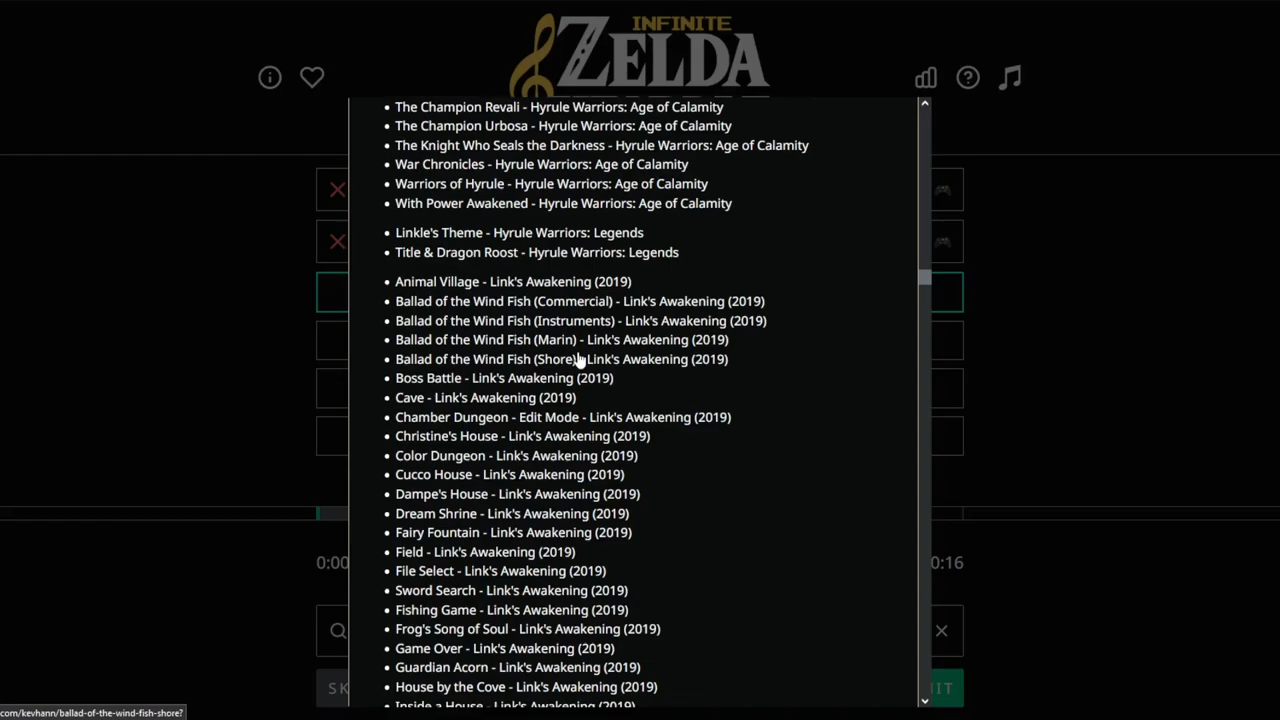 INFINITE
ZELDA
The Champion Revali - Hyrule Warriors: Age of Calamity
The Champion Urbosa - Hyrule Warriors: Age of Calamity
The Knight Who Seals the Darkness - Hyrule Warriors: Age of Calamity
War Chronicles - Hyrule Warriors: Age of Calamity
Warriors of Hyrule - Hyrule Warriors: Age of Calamity
With Power Awakened - Hyrule Warriors: Age of Calamity
Linkle's Theme - Hyrule Warriors: Legends
Title & Dragon Roost - Hyrule Warriors: Legends
Animal Village - Link's Awakening (2019)
Ballad of the Wind Fish (Commercial) - Link's Awakening (2019)
Ballad of the Wind Fish (Instruments) - Link's Awakening (2019)
Ballad of the Wind Fish (Marin) - Link's Awakening (2019)
Ballad of the Wind Fish (Shore) - Link's Awakening (2019)
Boss Battle - Link's Awakening (2019)
Cave - Link's Awakening (2019)
Chamber Dungeon - Edit Mode - Link's Awakening (2019)
Christine's House - Link's Awakening (2019)
Color Dungeon - Link's Awakening (2019)
Cucco House - Link's Awakening (2019)
Dampe's House - Link's Awakening (2019)
Dream Shrine - Link's Awakening (2019)
Fairy Fountain - Link's Awakening (2019)
Field - Link's Awakening (2019)
0:00
0:16
File Select - Link's Awakening (2019)
Sword Search - Link's Awakening (2019)
Fishing Game - Link's Awakening (2019)
Frog's Song of Soul - Link's Awakening (2019)
Game Over - Link's Awakening (2019)
Guardian Acorn - Link's Awakening (2019)
House by the Cove - Link's Awakening (2019)
SK
IT
Inside a House - Link's Awakening (2019)
com/kevhann/ballad-of-the-wind-fish-shore?